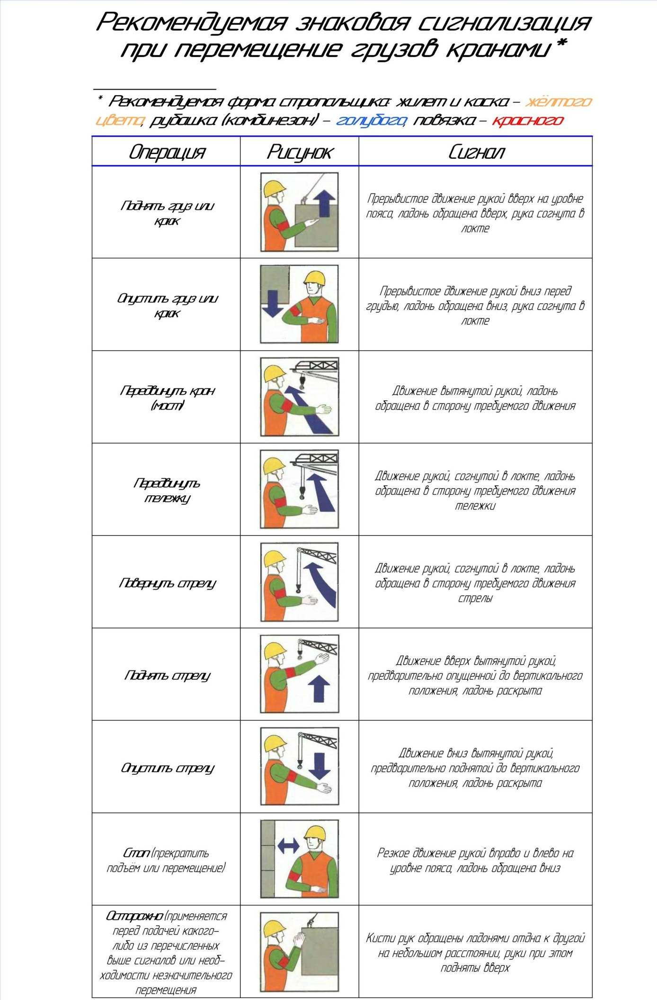 Рекомендуемая знаковая сигнализация
при перемещение грузов кранами*
* Рекомендуемая форма стропальщика: жилет и каска – жёлтого
цвета, рубашка (комбинезон) – голубого, повязка – красного
Операция
Рисунок
Сигнал
Поднять груз или
крюк
Прерывистое движение рукой вверх на уровне
пояса, ладонь обращена вверх, рука согнута в
локте
Опустить груз или
крюк
Прерывистое движение рукой вниз перед
грудью, ладонь обращена вниз, рука согнута в
локте
Передвинуть кран
(мост)
Движение вытянутой рукой, ладонь
обращена в сторону требуемого движения
Передвинуть
тележку
Движение рукой, согнутой в локте, ладонь
обращена в сторону требуемого движения
тележки
Повернуть стрелу
Движение рукой, согнутой в локте, ладонь
обращена в сторону требуемого движения
стрелы
Поднять стрелу
Движение вверх вытянутой рукой,
предварительно опущенной до вертикального
положения, ладонь раскрыта
Опустить стрелу
Движение вниз вытянутой рукой,
предварительно поднятой до вертикального
положения, ладонь раскрыта
Стоп (прекратить
подъём или перемещение)
Резкое движение рукой вправо и влево на
уровне пояса, ладонь обращена вниз
Осторожно (применяется
перед подачей какого-
либо из перечисленных
выше сигналов или необ-
ходимости незначительного
перемещения
Кисти рук обращены ладонями отдна к другой
на небольшом расстоянии, руки при этом
подняты вверх